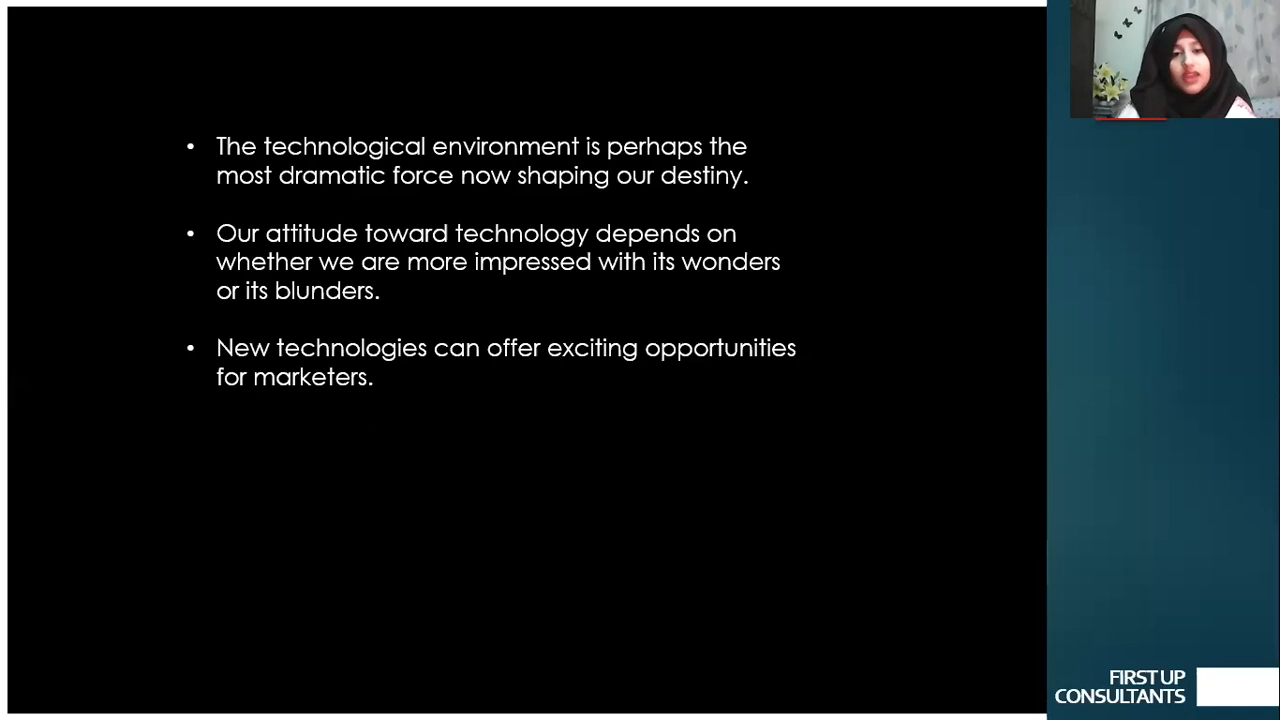 • The technological environment is perhaps the
most dramatic force now shaping our destiny.
• Our attitude toward technology depends on
whether we are more impressed with its wonders
or its blunders.
• New technologies can offer exciting opportunities
for marketers.
FIRST UP
CONSULTANTS